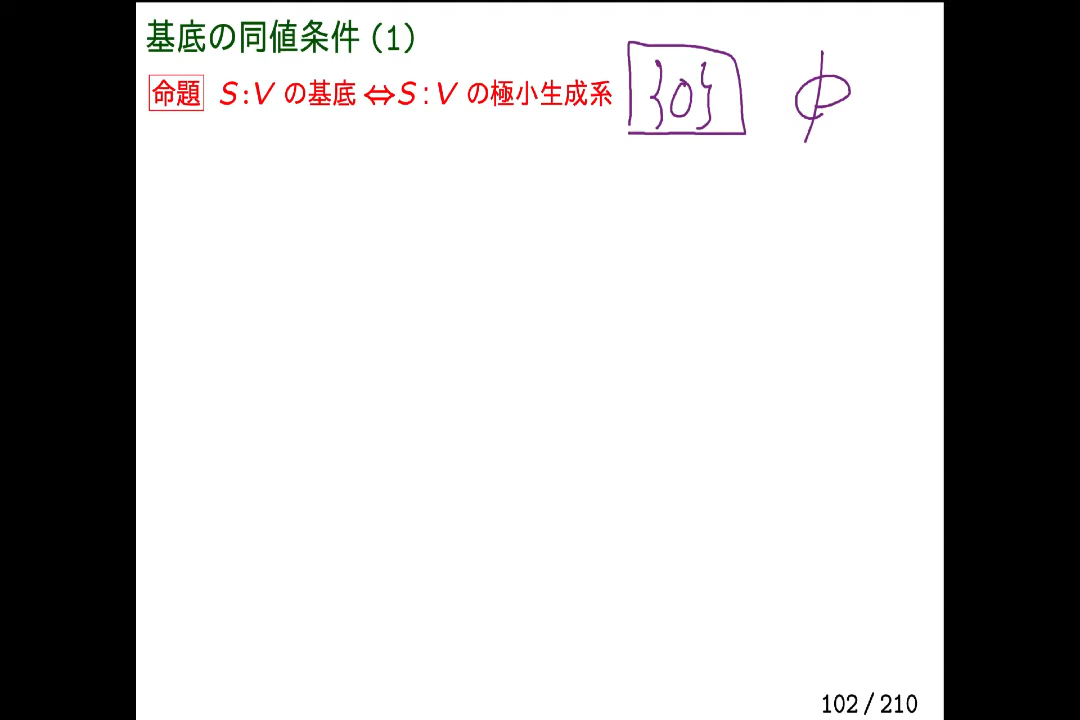 基底の同値条件 (1)
命題 S : V の基底 ⇔ S : V の極小生成系 {0} φ
102 / 210